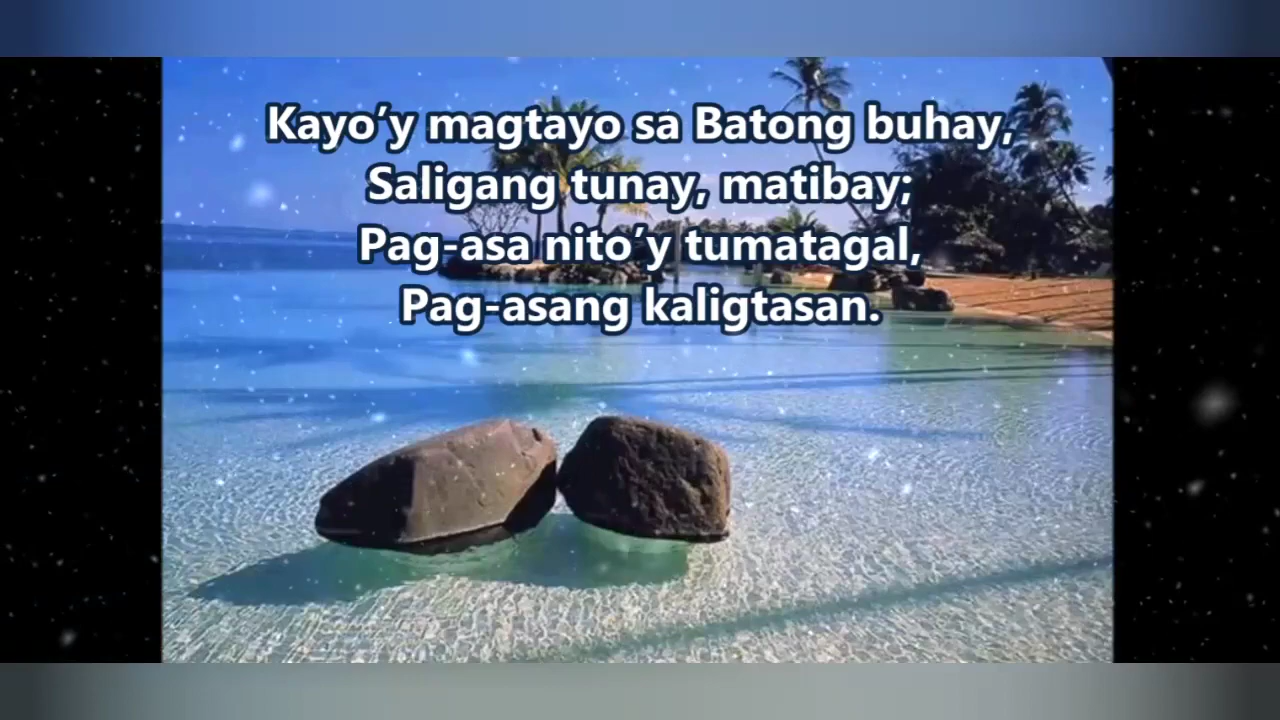 Kayo’y magtayo sa Batong buhay,
Saligang tunay, matibay;
Pag-asa nito’y tumatagal,
Pag-asang kaligtasan.